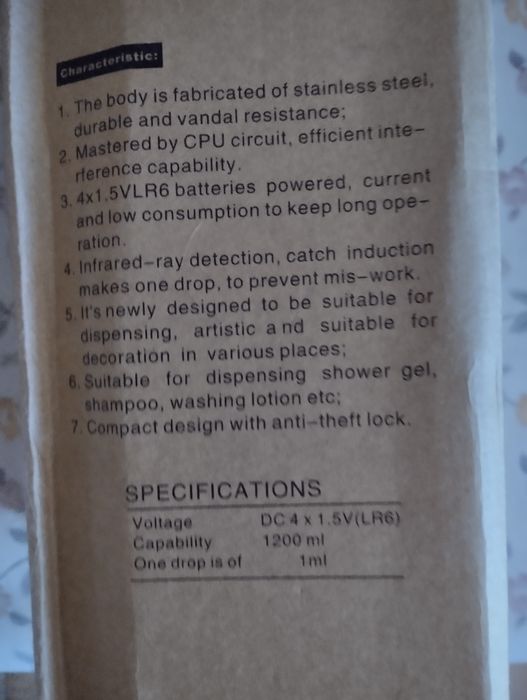 Characteristic:
1. The body is fabricated of stainless steel,
durable and vandal resistance;
2. Mastered by CPU circuit, efficient inte-
rference capability.
3. 4x1.5VLR6 batteries powered, current
and low consumption to keep long ope-
ration.
4. Infrared-ray detection, catch induction
makes one drop, to prevent mis-work.
5. It's newly designed to be suitable for
dispensing, artistic and suitable for
decoration in various places;
6. Suitable for dispensing shower gel,
shampoo, washing lotion etc;
7. Compact design with anti-theft lock.
SPECIFICATIONS
Voltage DC 4 x 1.5V(LR6)
Capability 1200 ml
One drop is of 1ml